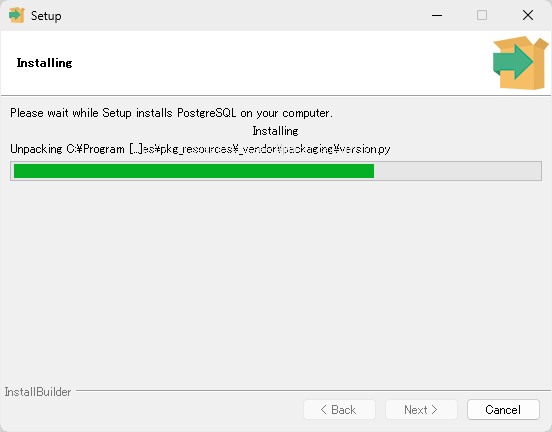 Setup
Installing
Please wait while Setup installs PostgreSQL on your computer.
Installing
Unpacking C:¥Program [...]es¥pkg_resources¥_vendor¥packaging¥version.py
InstallBuilder
< Back
Next >
Cancel